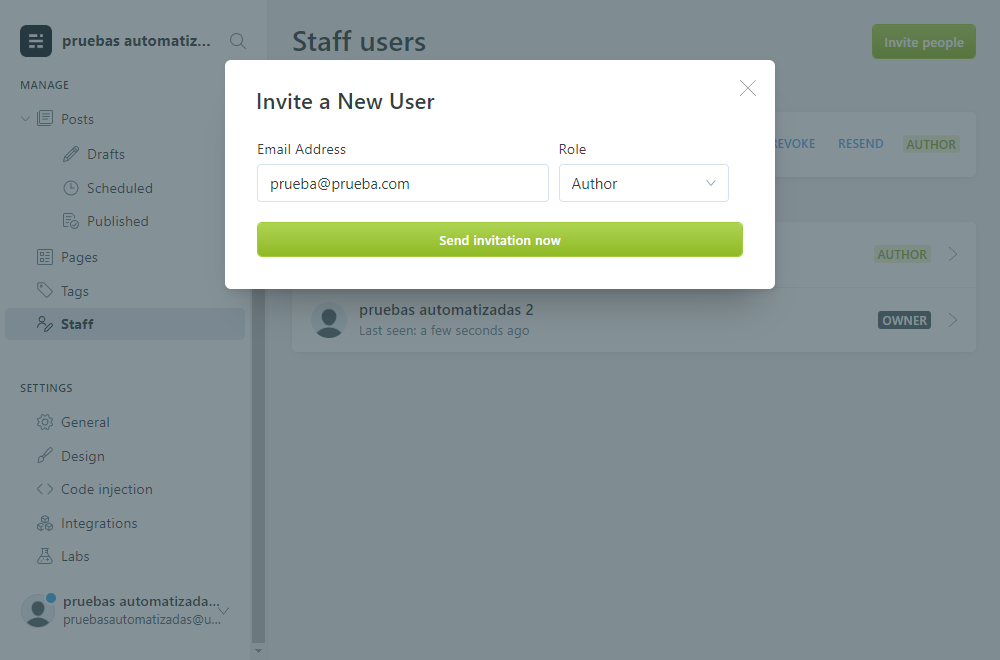 pruebas automatiz...
MANAGE
Posts
Drafts
Scheduled
Published
Pages
Tags
Staff
SETTINGS
General
Design
Code injection
Integrations
Labs
pruebas automatizada...
pruebasautomatizadas@u...
Staff users
Invite people
Invite a New User
Email Address
Role
prueba@prueba.com
Author
Send invitation now
RESEND
AUTHOR
AUTHOR
pruebas automatizadas 2
Last seen: a few seconds ago
OWNER